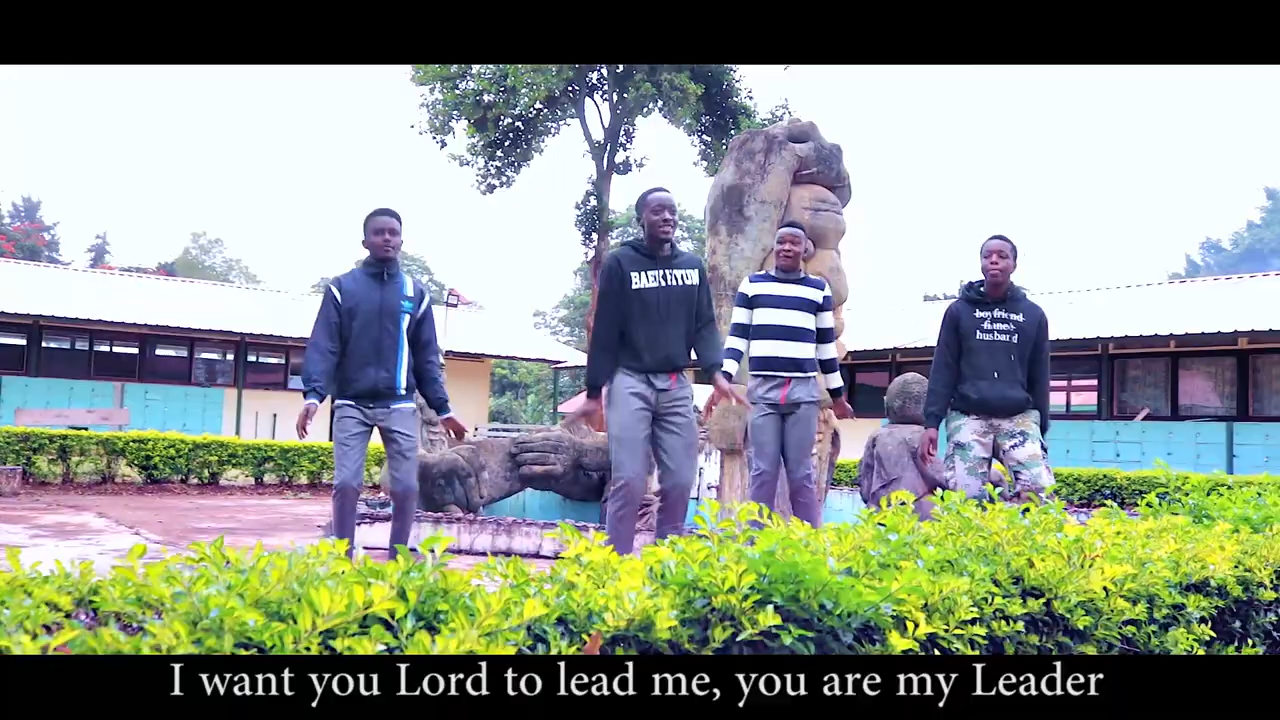 BAEKHYUN
boyfriend
fiancé
husband
I want you Lord to lead me, you are my Leader